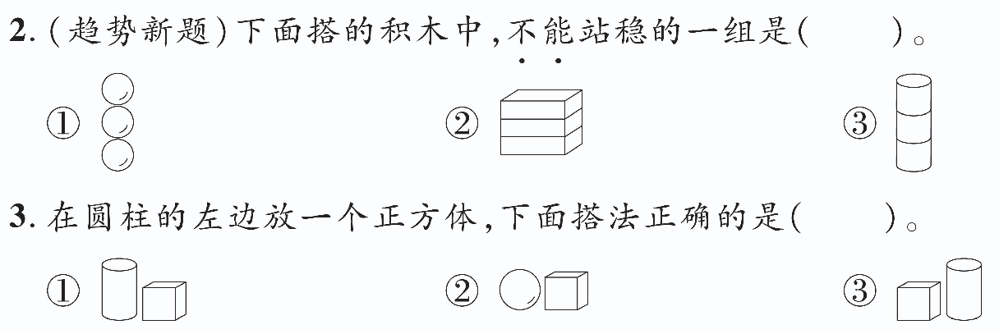 2. (趋势新题)下面搭的积木中,不能站稳的一组是(　　)。
①　②　③
3. 在圆柱的左边放一个正方体,下面搭法正确的是(　　)。
①　②　③